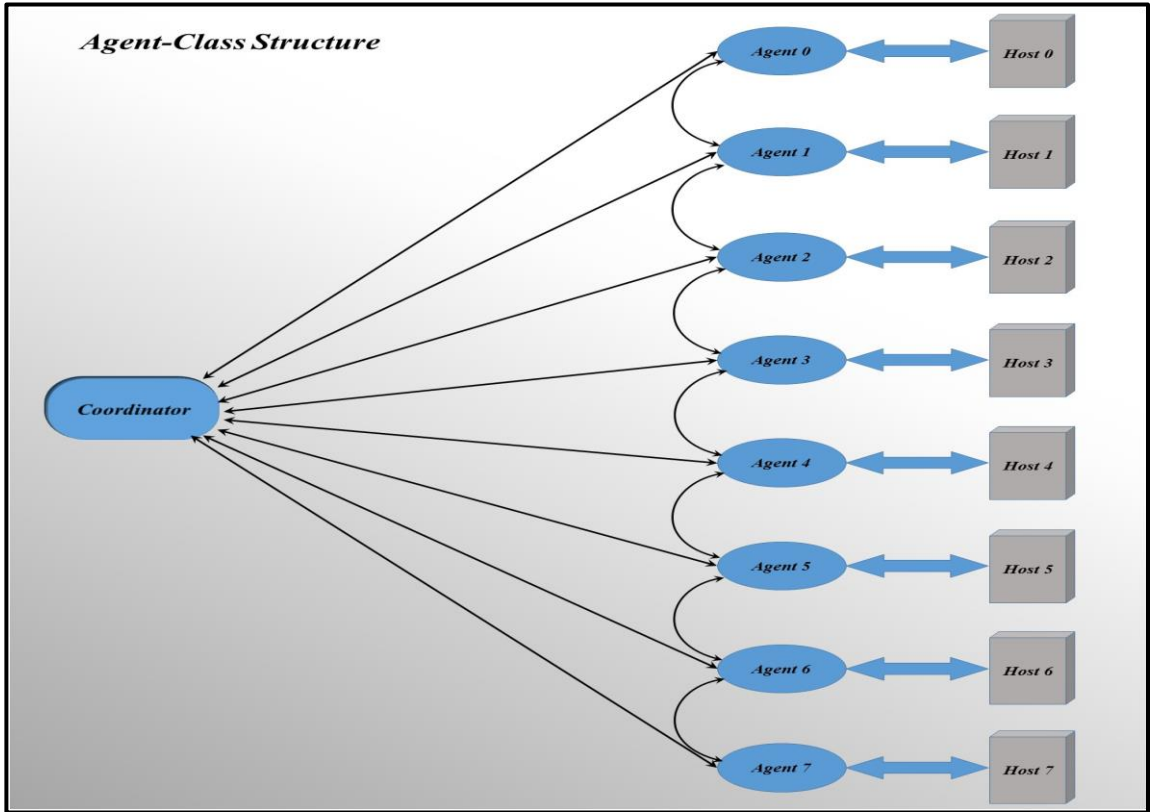 Agent-Class Structure
Agent 0
Host 0
Agent 1
Host 1
Agent 2
Host 2
Agent 3
Host 3
Coordinator
Agent 4
Host 4
Agent 5
Host 5
Agent 6
Host 6
Agent 7
Host 7